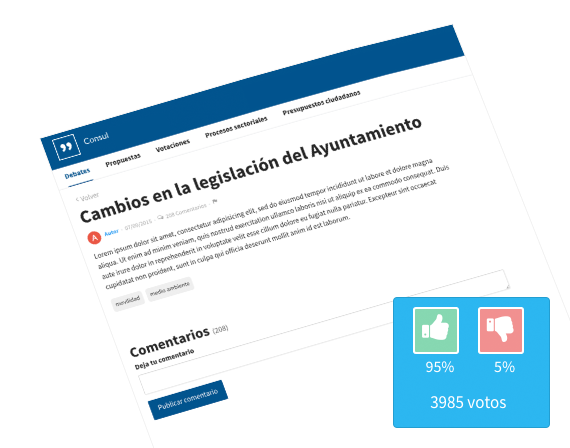 Consul
Debates Propuestas Votaciones Procesos sectoriales Presupuestos ciudadanos
‹ Volver
Cambios en la legislación del Ayuntamiento
A Autor 01/09/2015 208 Comentarios
Lorem ipsum dolor sit amet, consectetur adipisicing elit, sed do eiusmod tempor incididunt ut labore et dolore magna
aliqua. Ut enim ad minim veniam, quis nostrud exercitation ullamco laboris nisi ut aliquip ex ea commodo consequat. Duis
aute irure dolor in reprehenderit in voluptate velit esse cillum dolore eu fugiat nulla pariatur. Excepteur sint occaecat
cupidatat non proident, sunt in culpa qui officia deserunt mollit anim id est laborum.
movilidad medio ambiente
Comentarios (208)
Deja tu comentario
Publicar comentario
95% 5%
3985 votos